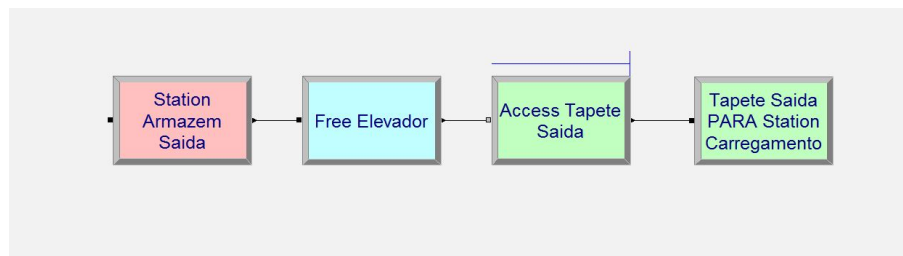 Station
Armazem
Saida
Free Elevador
Access Tapete
Saida
Tapete Saida
PARA Station
Carregamento